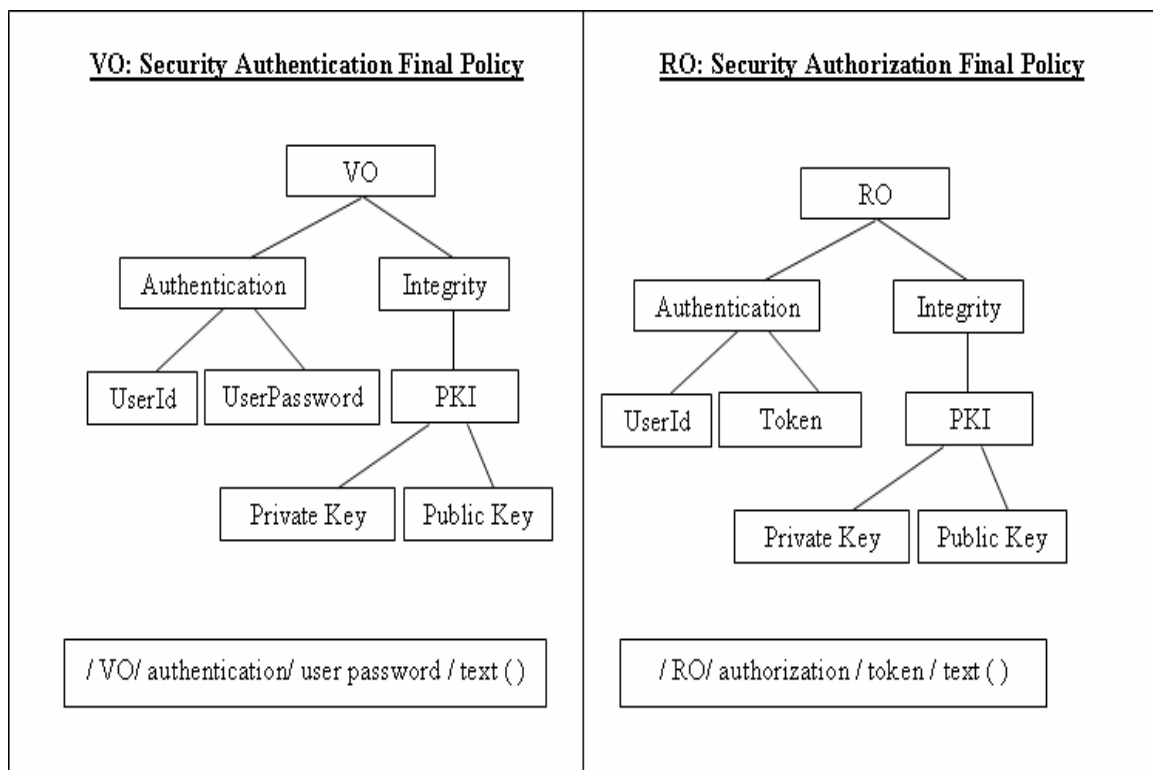 VO: Security Authentication Final Policy
VO
Authentication
Integrity
UserId
UserPassword
PKI
Private Key
Public Key
/ VO/ authentication/ user password / text ( )
RO: Security Authorization Final Policy
RO
Authentication
Integrity
UserId
Token
PKI
Private Key
Public Key
/ RO/ authorization / token / text ( )